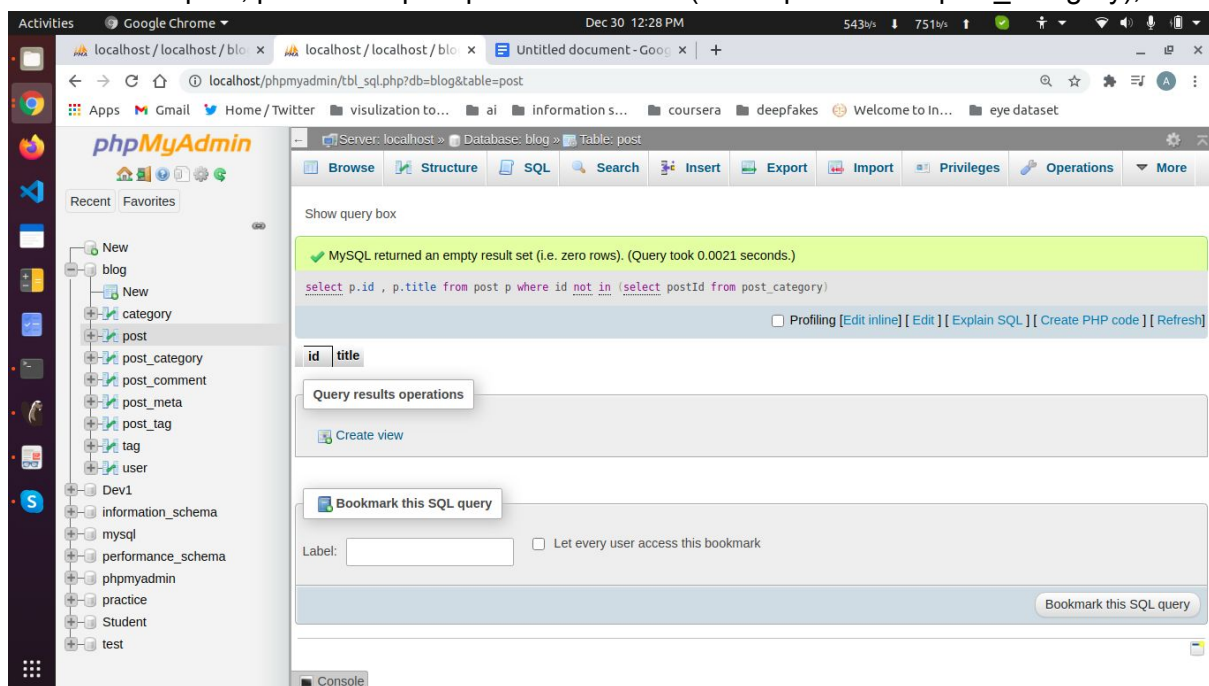 Activities Google Chrome ▾ Dec 30 12:28 PM 543b/s 751b/s
localhost / localhost / blo × localhost / localhost / blo × Untitled document - Goog × +
localhost/phpmyadmin/tbl_sql.php?db=blog&table=post A
Apps Gmail Home / Twitter visulization to... ai information s... coursera deepfakes Welcome to In... eye dataset
phpMyAdmin
Recent Favorites
New
blog
New
category
post
post_category
post_comment
post_meta
post_tag
tag
user
Dev1
information_schema
mysql
performance_schema
phpmyadmin
practice
Student
test
Server: localhost » Database: blog » Table: post
Browse Structure SQL Search Insert Export Import Privileges Operations More
Show query box
MySQL returned an empty result set (i.e. zero rows). (Query took 0.0021 seconds.)
select p.id , p.title from post p where id not in (select postId from post_category)
Profiling [Edit inline] [ Edit ] [ Explain SQL ] [ Create PHP code ] [ Refresh]
id title
Query results operations
Create view
Bookmark this SQL query
Label: Let every user access this bookmark
Bookmark this SQL query
Console